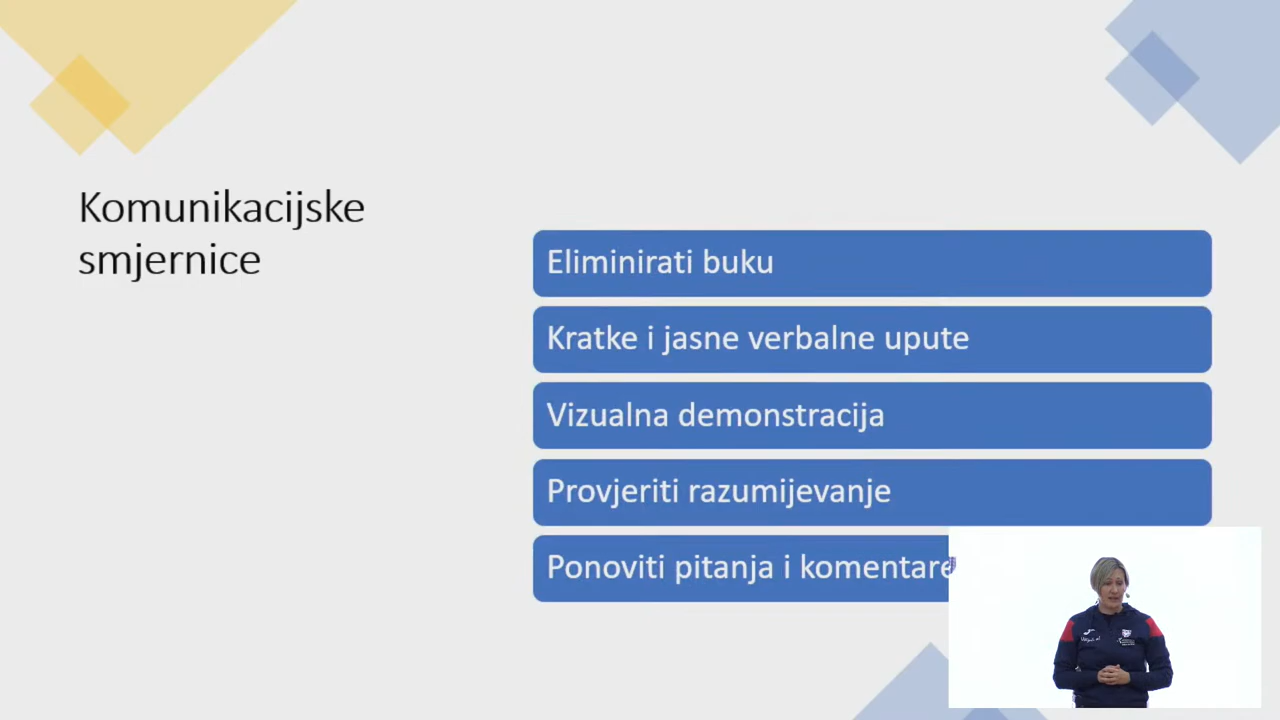 Komunikacijske
smjernice
Eliminirati buku
Kratke i jasne verbalne upute
Vizualna demonstracija
Provjeriti razumijevanje
Ponoviti pitanja i komentare